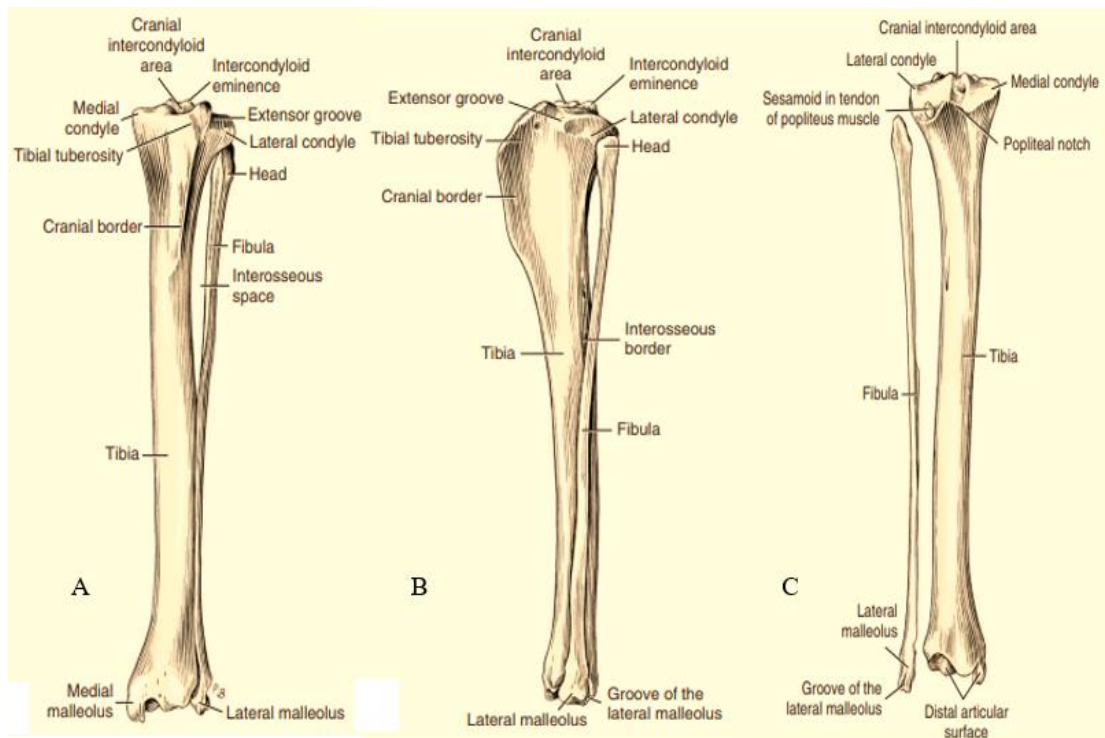 Cranial
intercondyloid
area
Intercondyloid
eminence
Medial
condyle
Extensor groove
Lateral condyle
Tibial tuberosity
Head
Cranial border
Fibula
Interosseous
space
Tibia
A
Medial
malleolus
Lateral malleolus
Cranial
intercondyloid
area
Intercondyloid
eminence
Extensor groove
Lateral condyle
Tibial tuberosity
Head
Cranial border
Interosseous
border
Tibia
Fibula
B
Lateral malleolus
Groove of the
lateral malleolus
Cranial intercondyloid area
Lateral condyle
Medial condyle
Sesamoid in tendon
of popliteus muscle
Popliteal notch
Tibia
Fibula
C
Lateral
malleolus
Groove of the
lateral malleolus
Distal articular
surface